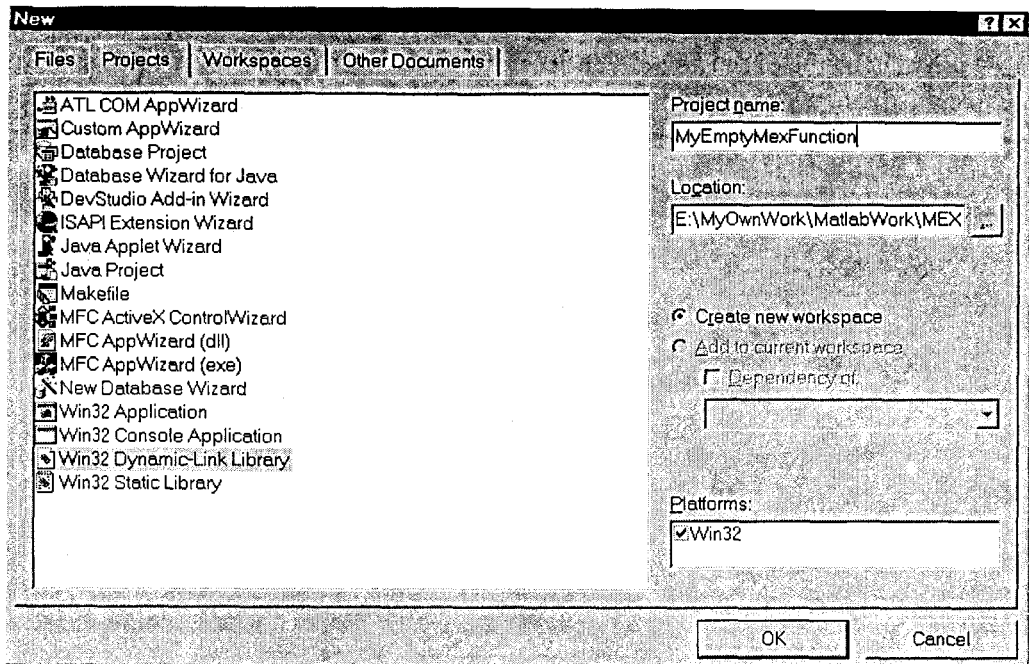 New
Files Projects Workspaces Other Documents
ATL COM AppWizard
Custom AppWizard
Database Project
Database Wizard for Java
DevStudio Add-in Wizard
ISAPI Extension Wizard
Java Applet Wizard
Java Project
Makefile
MFC ActiveX ControlWizard
MFC AppWizard (dll)
MFC AppWizard (exe)
New Database Wizard
Win32 Application
Win32 Console Application
Win32 Dynamic-Link Library
Win32 Static Library
Project name:
MyEmptyMexFunction
Location:
E:\MyOwnWork\MatlabWork\MEX
...
Create new workspace
Add to current workspace
Dependency of:
Platforms:
Win32
OK Cancel